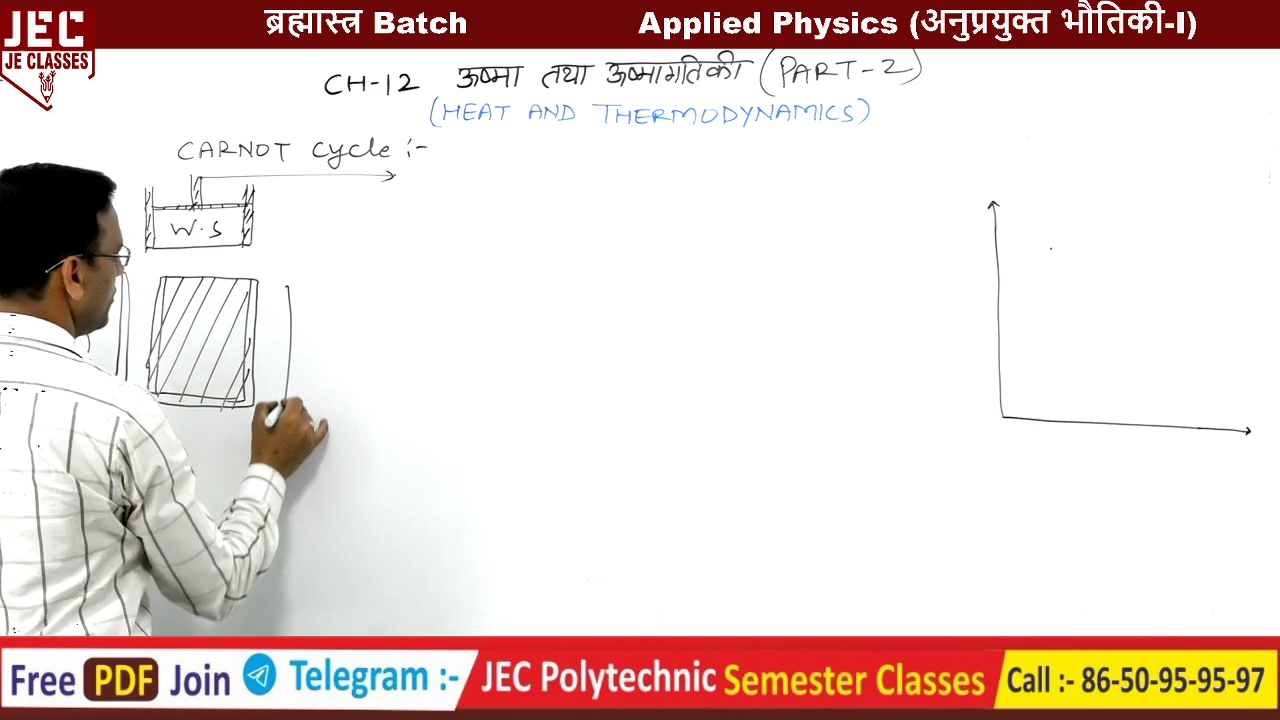 JEC
JE CLASSES
ब्रह्मास्त्र Batch
Applied Physics (अनुप्रयुक्त भौतिकी-I)
CH-12 ऊष्मा तथा ऊष्मागतिकी (PART-2)
(HEAT AND THERMODYNAMICS)
CARNOT Cycle :-
W.S
Free PDF Join Telegram :- JEC Polytechnic Semester Classes Call :- 86-50-95-95-97